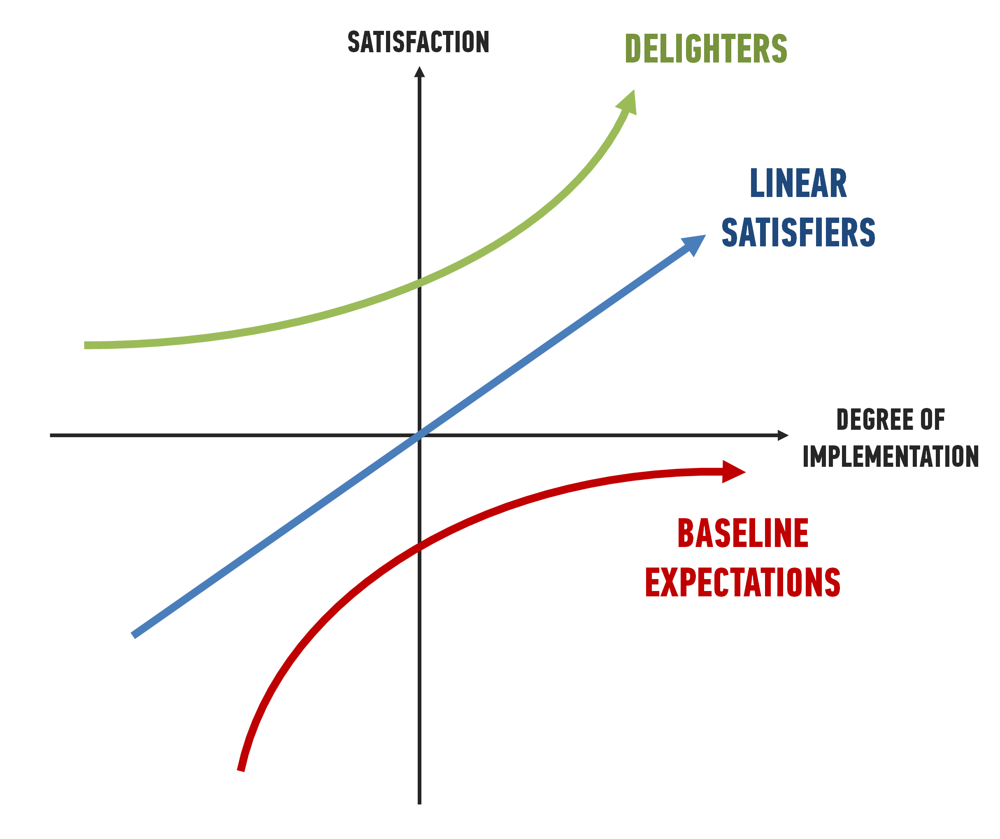 SATISFACTION
DELIGHTERS
LINEAR
SATISFIERS
DEGREE OF
IMPLEMENTATION
BASELINE
EXPECTATIONS